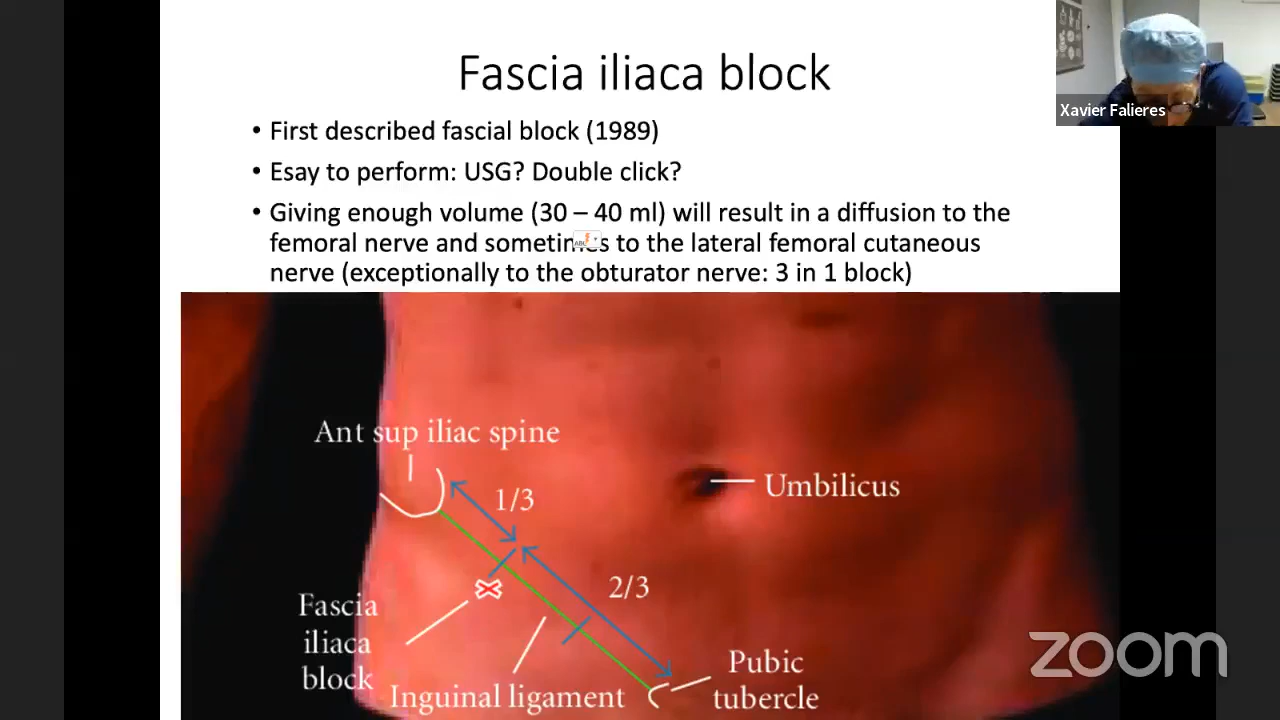 Fascia iliaca block
Xavier Falieres
• First described fascial block (1989)
• Esay to perform: USG? Double click?
• Giving enough volume (30 – 40 ml) will result in a diffusion to the
femoral nerve and sometimes to the lateral femoral cutaneous
nerve (exceptionally to the obturator nerve: 3 in 1 block)
Ant sup iliac spine
1/3
Umbilicus
2/3
Fascia
iliaca
block
Inguinal ligament
Pubic
tubercle
zoom